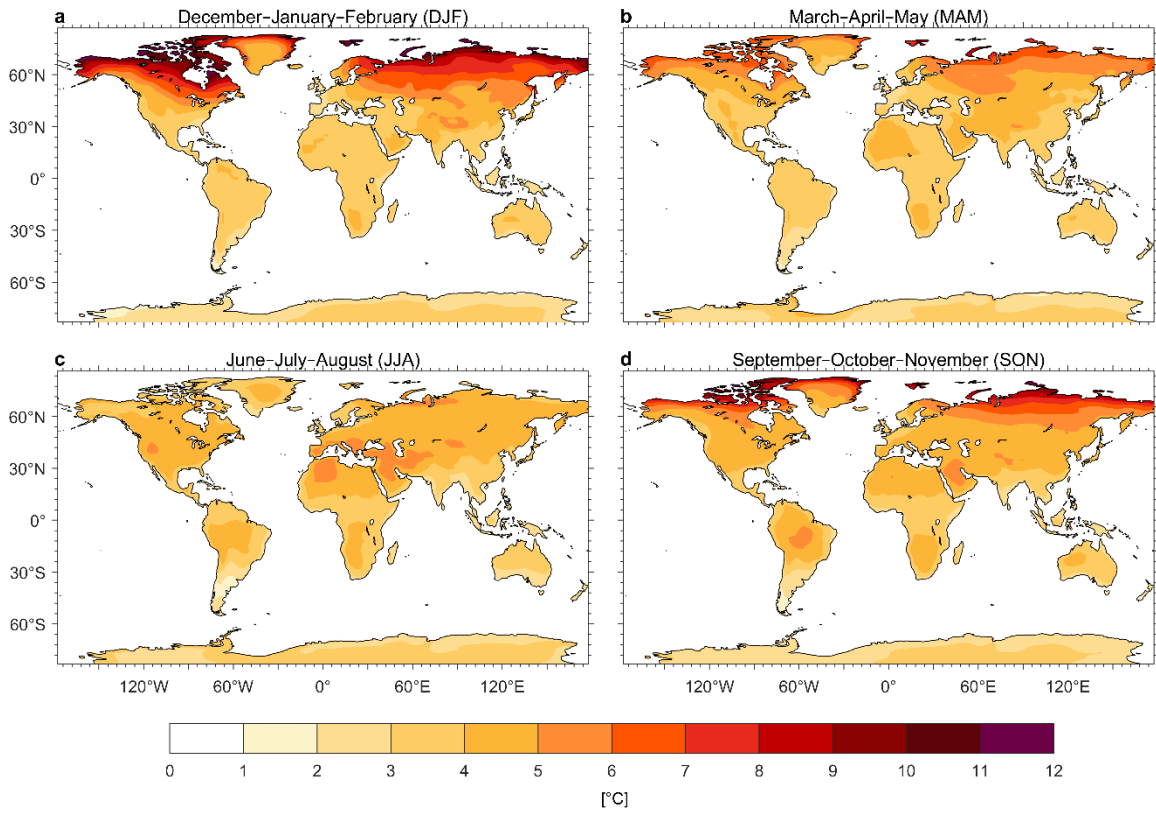 a December-January-February (DJF)
b March-April-May (MAM)
60°N
30°N
0°
30°S
60°S
c June-July-August (JJA)
d September-October-November (SON)
60°N
30°N
0°
30°S
60°S
120°W 60°W 0° 60°E 120°E
120°W 60°W 0° 60°E 120°E
0 1 2 3 4 5 6 7 8 9 10 11 12
[°C]